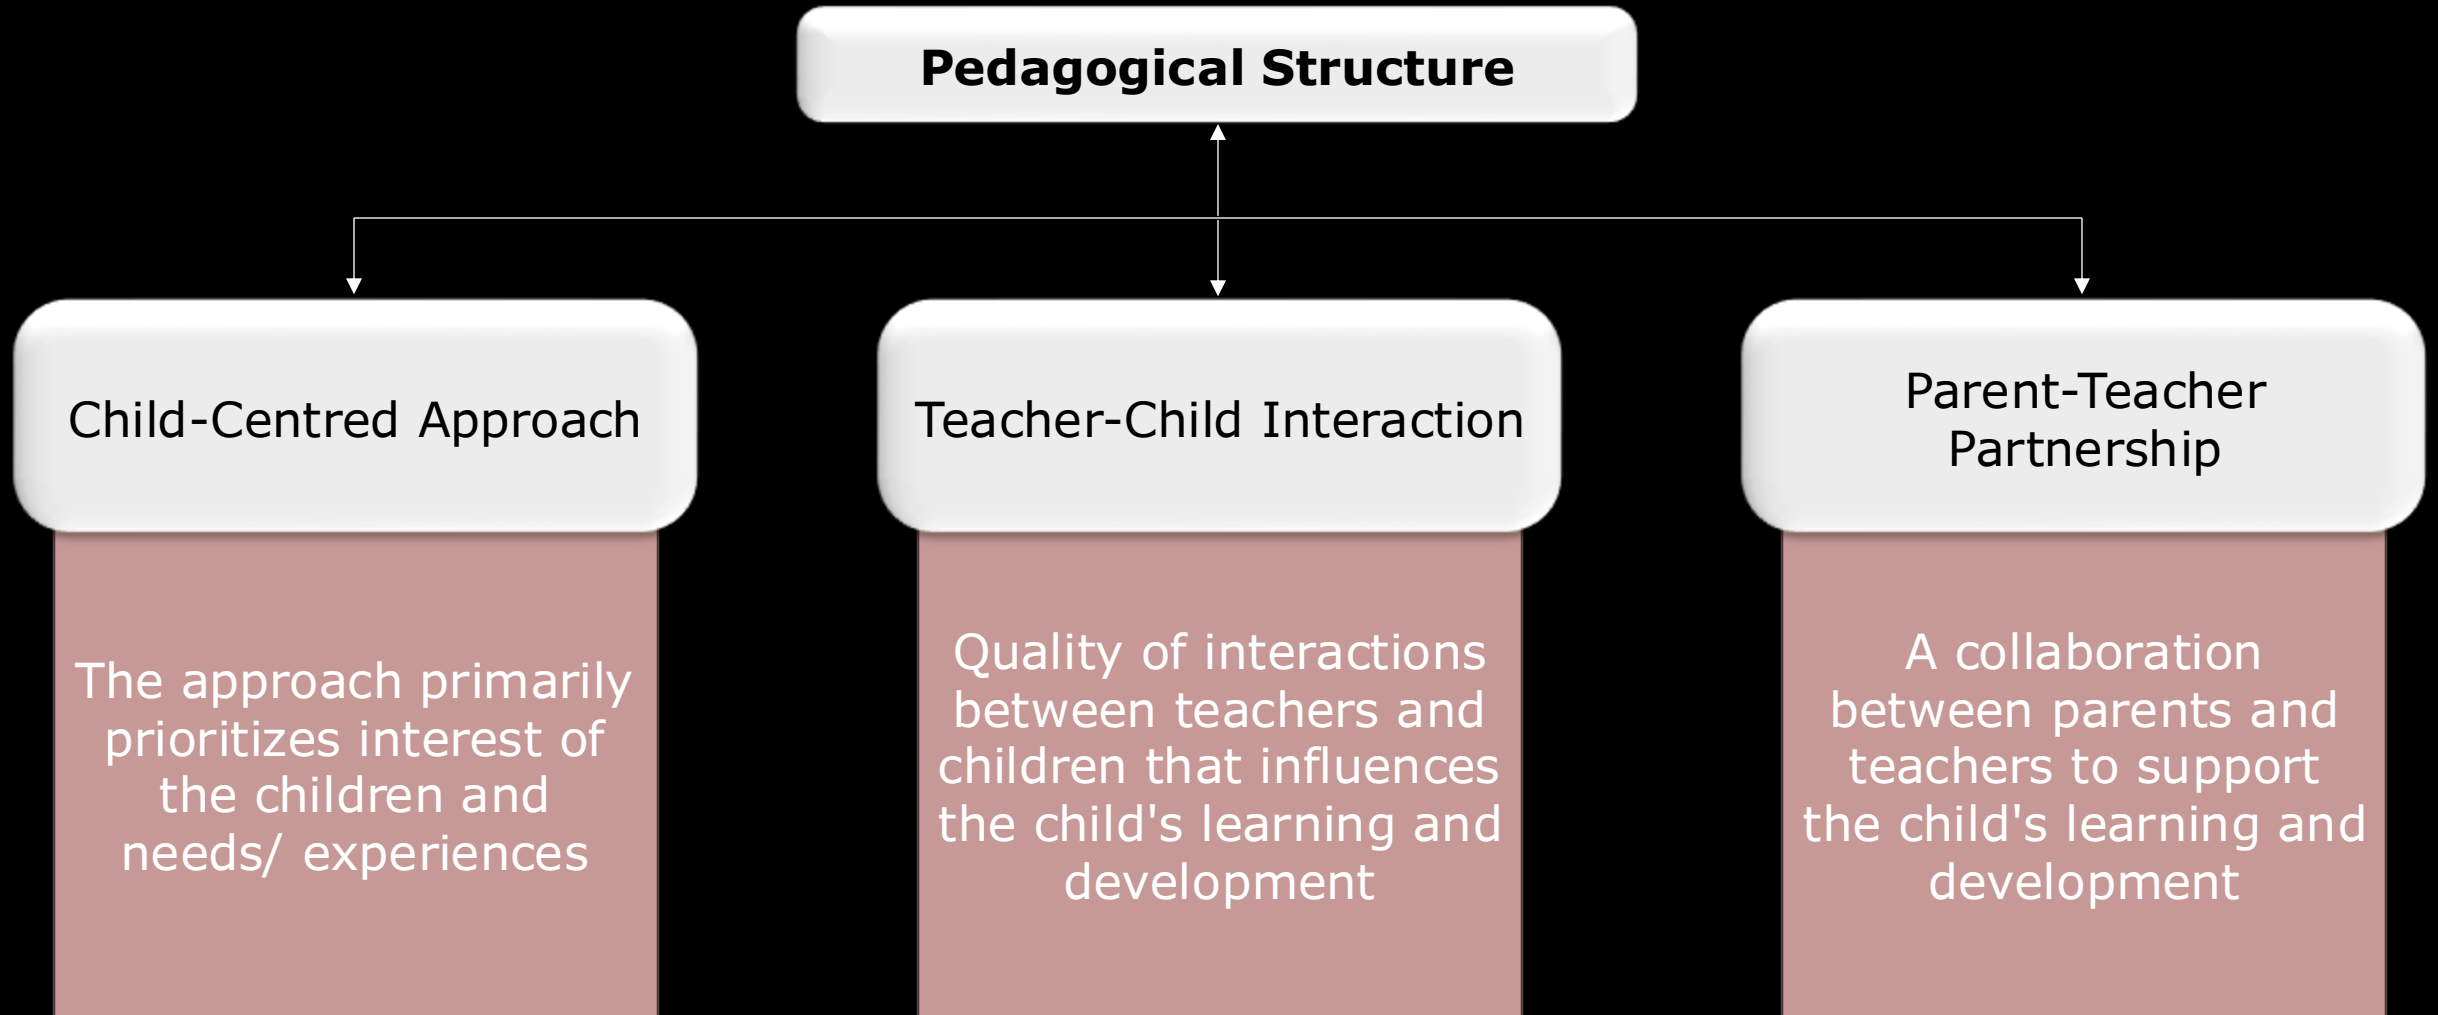 Pedagogical Structure
Child-Centred Approach
The approach primarily
prioritizes interest of
the children and
needs/ experiences
Teacher-Child Interaction
Quality of interactions
between teachers and
children that influences
the child's learning and
development
Parent-Teacher
Partnership
A collaboration
between parents and
teachers to support
the child's learning and
development